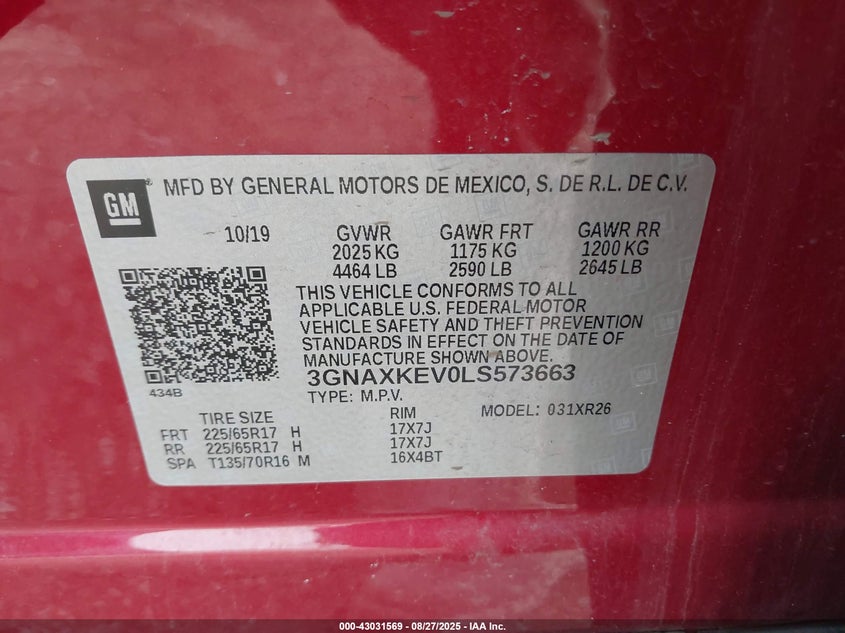 GM
MFD BY GENERAL MOTORS DE MEXICO, S. DE R.L. DE C.V.
10/19 GVWR GAWR FRT GAWR RR
2025 KG 1175 KG 1200 KG
4464 LB 2590 LB 2645 LB
THIS VEHICLE CONFORMS TO ALL
APPLICABLE U.S. FEDERAL MOTOR
VEHICLE SAFETY AND THEFT PREVENTION
STANDARDS IN EFFECT ON THE DATE OF
MANUFACTURE SHOWN ABOVE.
3GNAXKEV0LS573663
434B
TYPE: M.P.V.
TIRE SIZE RIM MODEL: 031XR26
FRT 225/65R17 H 17X7J
RR 225/65R17 H 17X7J
SPA T135/70R16 M 16X4BT
000-43031569 - 08/27/2025 - IAA Inc.